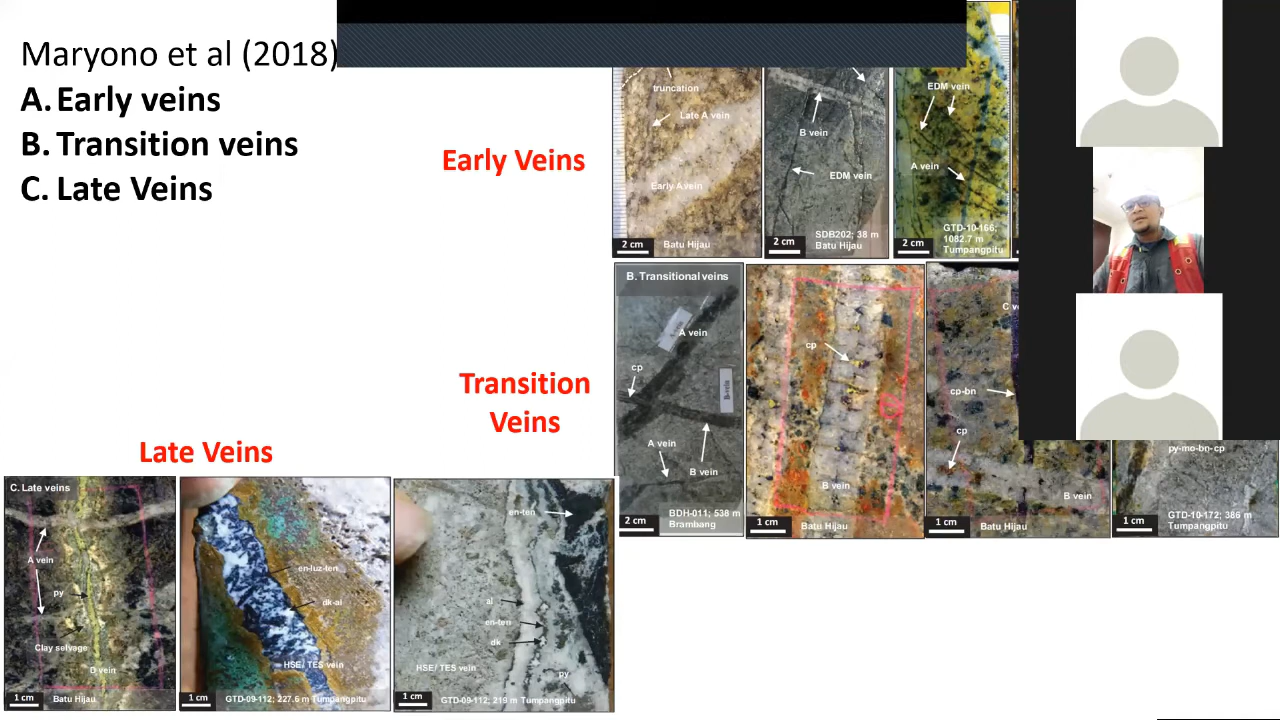 Maryono et al (2018)
A. Early veins
B. Transition veins
C. Late Veins
Early Veins
truncation
Late A vein
Early A vein
2 cm
Batu Hijau
B vein
EDM vein
2 cm
SDB202; 38 m
Batu Hijau
EDM vein
A vein
2 cm
GTD-10-166;
1082.7 m
Tumpangpitu
Transition
Veins
B. Transitional veins
A vein
cp
B vein
A vein
B vein
2 cm
BDH-011; 538 m
Brambang
cp
B vein
1 cm
Batu Hijau
C v
cp-bn
cp
B vein
1 cm
Batu Hijau
py-mo-bn-cp
1 cm
GTD-10-172; 386 m
Tumpangpitu
Late Veins
C. Late veins
A vein
py
Clay selvage
D vein
1 cm
Batu Hijau
en-luz-ten
dk-al
HSE/ TES vein
1 cm
GTD-09-112; 227.6 m Tumpangpitu
en-ten
al
en-ten
dk
HSE/ TES vein
py
1 cm
GTD-09-112; 219 m Tumpangpitu